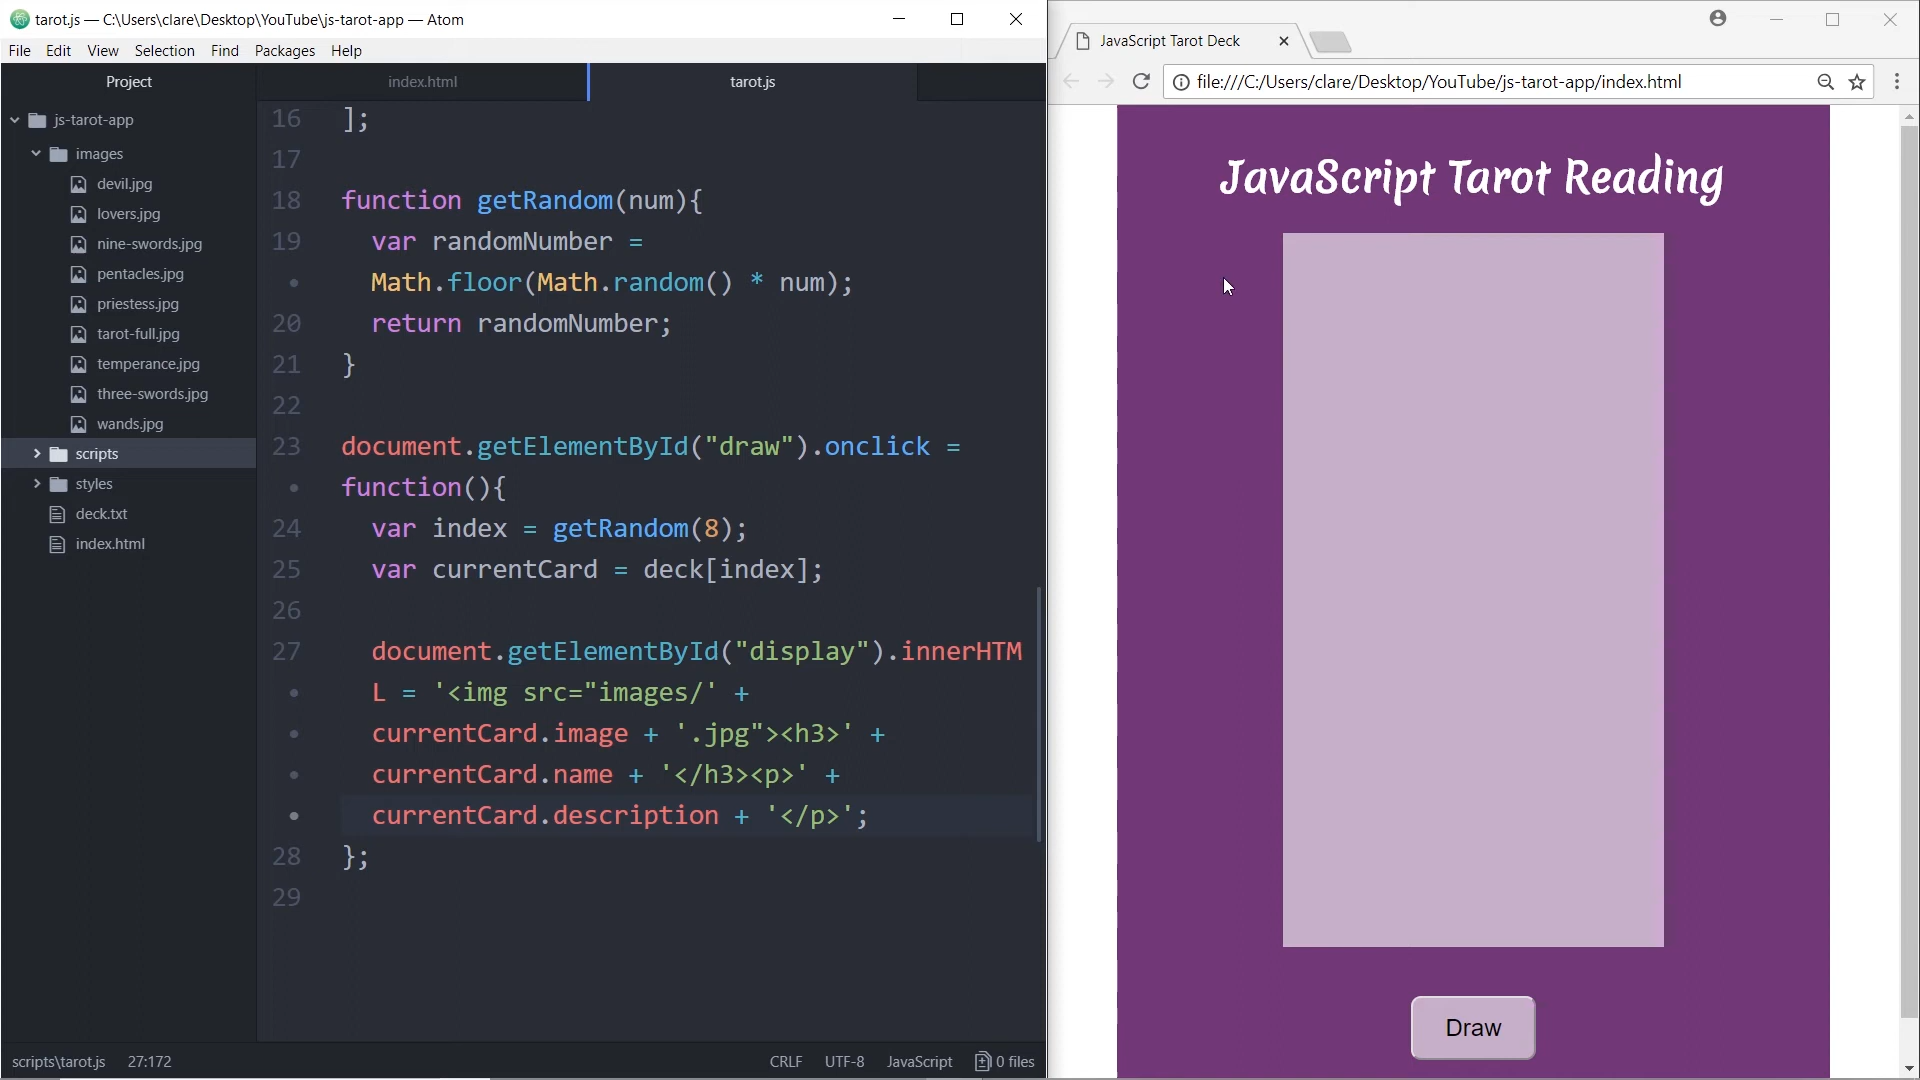 tarot.js — C:\Users\clare\Desktop\YouTube\js-tarot-app — Atom
File Edit View Selection Find Packages Help
Project
js-tarot-app
images
devil.jpg
lovers.jpg
nine-swords.jpg
pentacles.jpg
priestess.jpg
tarot-full.jpg
temperance.jpg
three-swords.jpg
wands.jpg
scripts
styles
deck.txt
index.html
index.html tarot.js
16 ];
17
18 function getRandom(num){
19 var randomNumber =
Math.floor(Math.random() * num);
20 return randomNumber;
21 }
22
23 document.getElementById("draw").onclick =
function(){
24 var index = getRandom(8);
25 var currentCard = deck[index];
26
27 document.getElementById("display").innerHTM
L = '<img src="images/' +
currentCard.image + '.jpg"><h3>' +
currentCard.name + '</h3><p>' +
currentCard.description + '</p>';
28 };
29
scripts\tarot.js 27:172 CRLF UTF-8 JavaScript 0 files
JavaScript Tarot Deck
file:///C:/Users/clare/Desktop/YouTube/js-tarot-app/index.html
JavaScript Tarot Reading
Draw